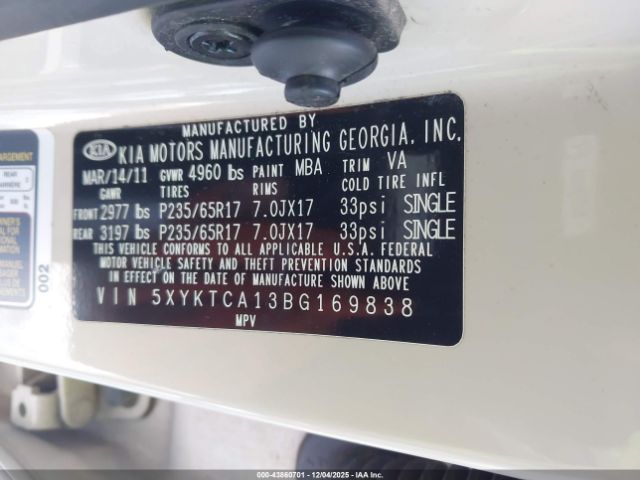 MANUFACTURED BY
KIA KIA MOTORS MANUFACTURING GEORGIA, INC.
MAR/14/11 GVWR 4960 lbs PAINT MBA TRIM VA
GAWR TIRES RIMS COLD TIRE INFL
FRONT 2977 lbs P235/65R17 7.0JX17 33psi SINGLE
REAR 3197 lbs P235/65R17 7.0JX17 33psi SINGLE
THIS VEHICLE CONFORMS TO ALL APPLICABLE U.S.A. FEDERAL
MOTOR VEHICLE SAFETY AND THEFT PREVENTION STANDARDS
IN EFFECT ON THE DATE OF MANUFACTURE SHOWN ABOVE
VIN 5XYKTCA13BG169838
MPV
002
000-43860701 - 12/04/2025 - IAA Inc.